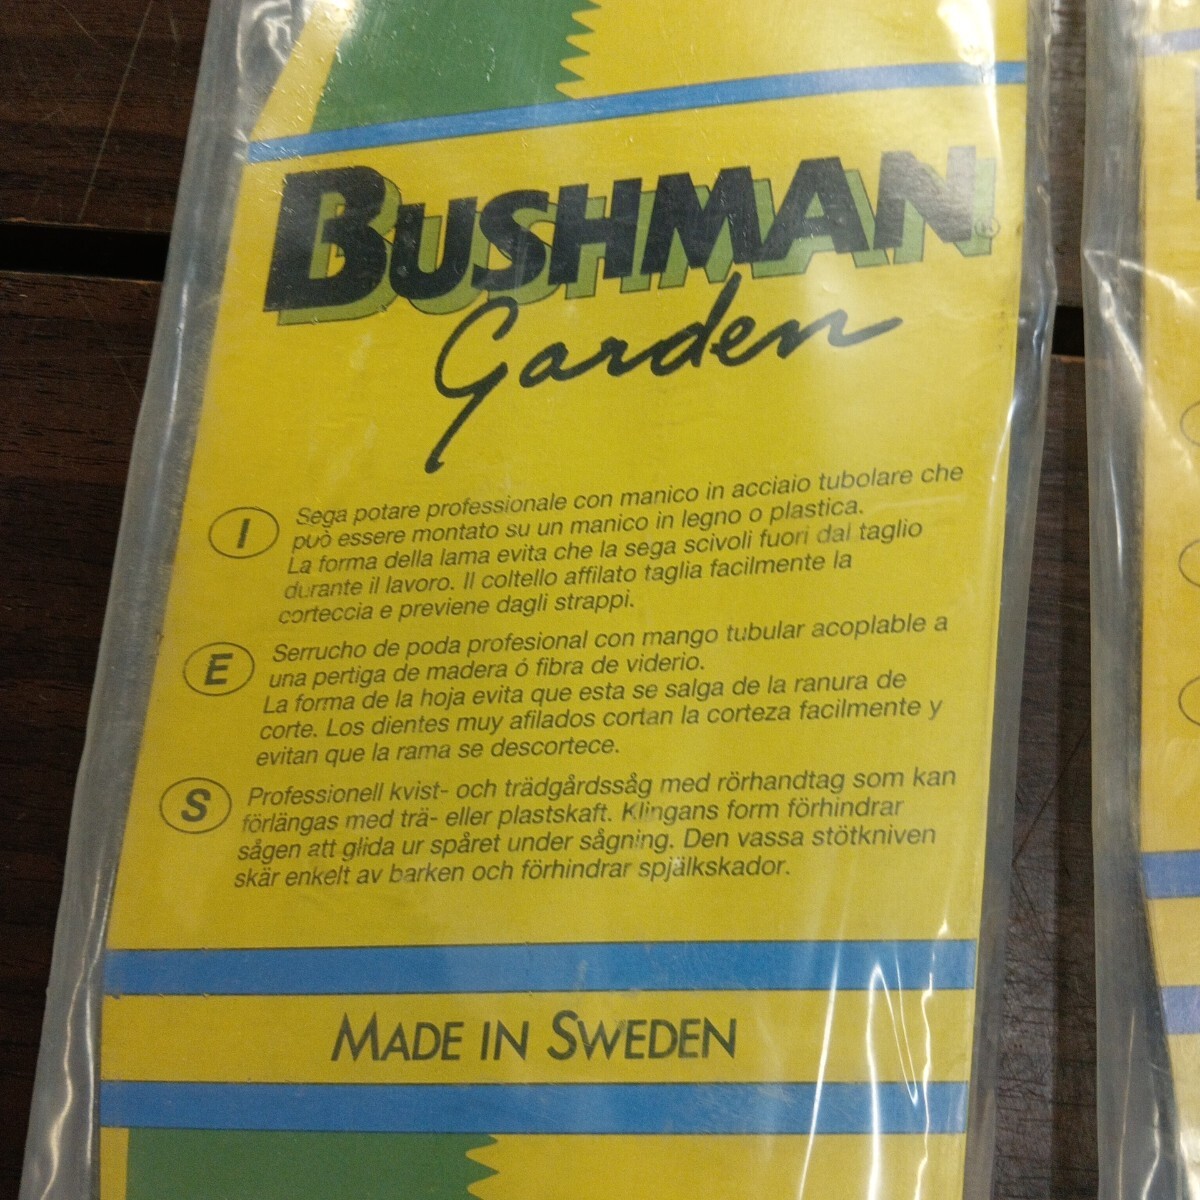 BUSHMAN®
Garden
I
Sega potare professionale con manico in acciaio tubolare che
può essere montato su un manico in legno o plastica.
La forma della lama evita che la sega scivoli fuori dal taglio
durante il lavoro. Il coltello affilato taglia facilmente la
corteccia e previene dagli strappi.
E
Serrucho de poda profesional con mango tubular acoplable a
una pertiga de madera ó fibra de viderio.
La forma de la hoja evita que esta se salga de la ranura de
corte. Los dientes muy afilados cortan la corteza facilmente y
evitan que la rama se descortece.
S
Professionell kvist- och trädgårdssåg med rörhandtag som kan
förlängas med trä- eller plastskaft. Klingans form förhindrar
sågen att glida ur spåret under sågning. Den vassa stötkniven
skär enkelt av barken och förhindrar spjälkskador.
MADE IN SWEDEN